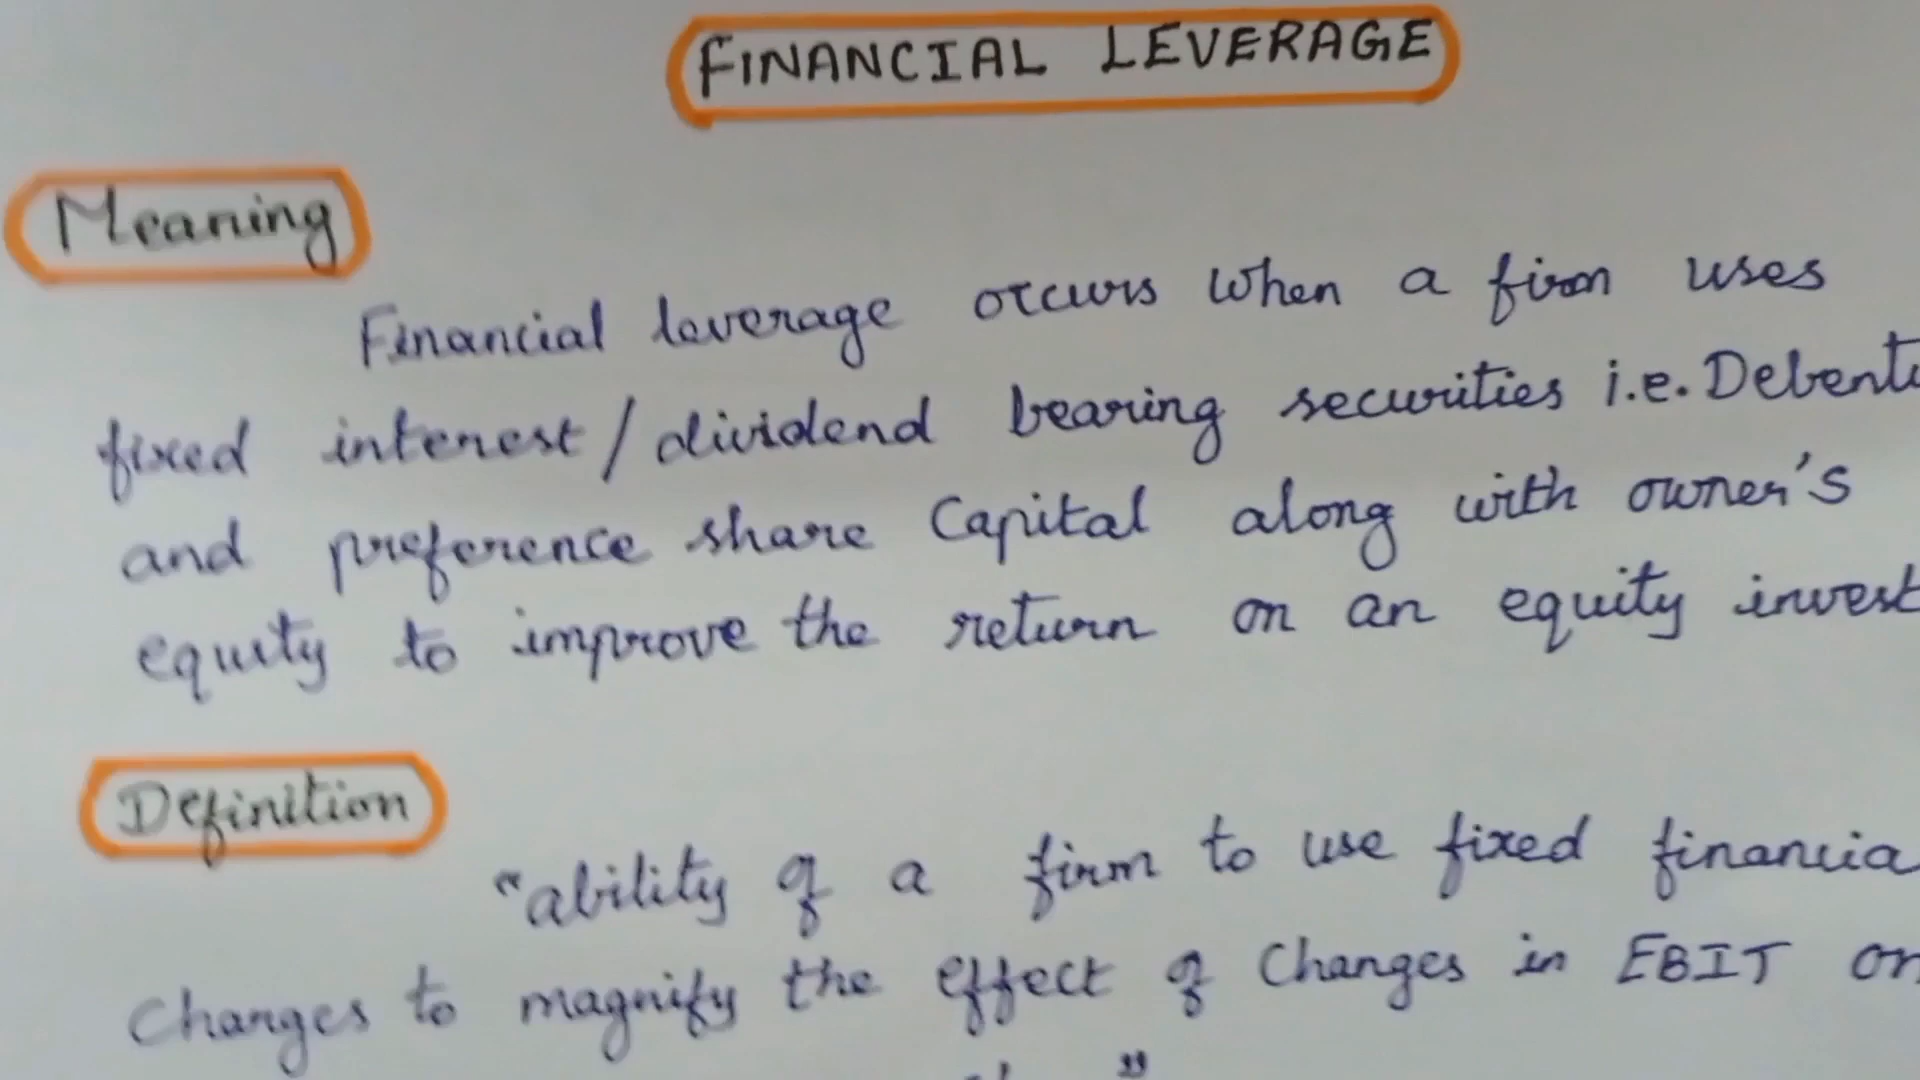 FINANCIAL LEVERAGE
Meaning
Financial leverage occurs when a firm uses
fixed interest / dividend bearing securities i.e. Debentu
and preference share Capital along with owner's
equity to improve the return on an equity invest
Definition
"ability of a firm to use fixed financia
Changes to magnify the effect of Changes in EBIT on
"